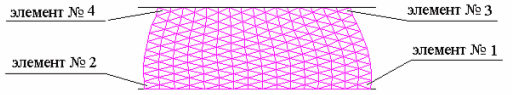 элемент № 4
элемент № 3
элемент № 2
элемент № 1